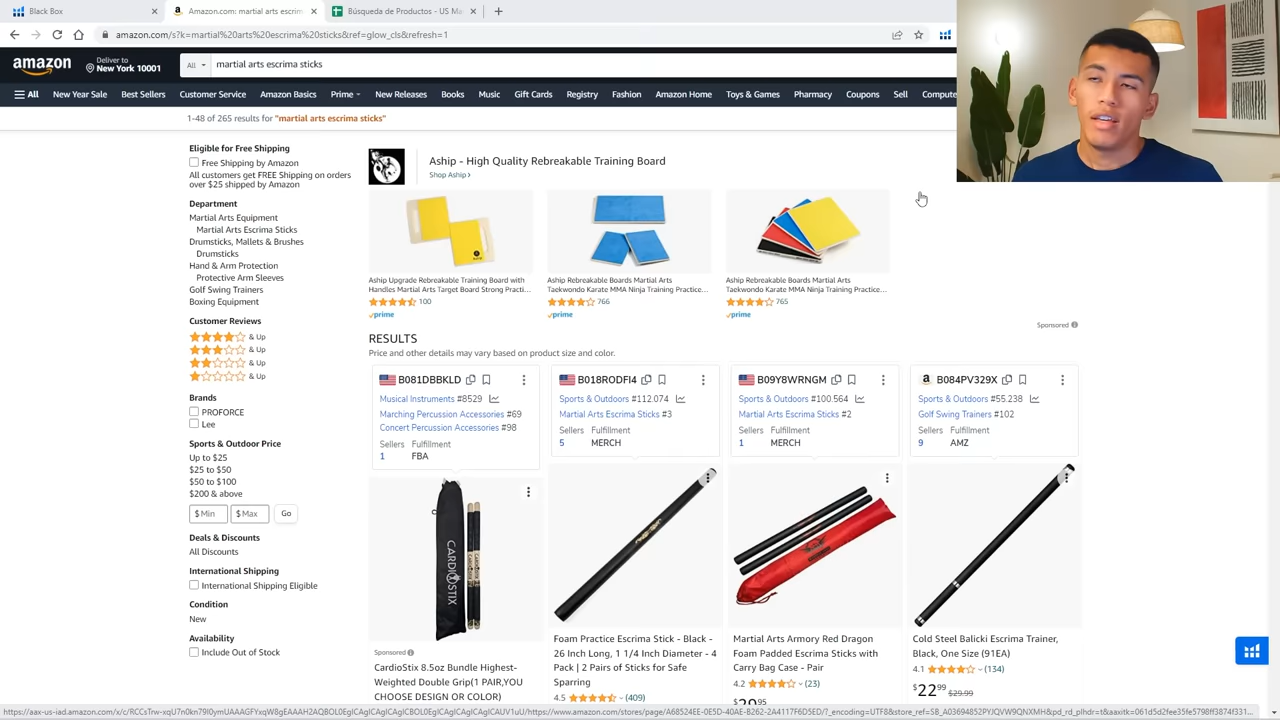 Black Box
Amazon.com: martial arts escrim
Búsqueda de Productos - US Ma
amazon.com/s?k=martial%20arts%20escrima%20sticks&ref=glow_cls&refresh=1
amazon
Deliver to
New York 10001
All
martial arts escrima sticks
All
New Year Sale
Best Sellers
Customer Service
Amazon Basics
Prime
New Releases
Books
Music
Gift Cards
Registry
Fashion
Amazon Home
Toys & Games
Pharmacy
Coupons
Sell
Compute
1-48 of 265 results for "martial arts escrima sticks"
Eligible for Free Shipping
Free Shipping by Amazon
All customers get FREE Shipping on orders
over $25 shipped by Amazon
Department
Martial Arts Equipment
Martial Arts Escrima Sticks
Drumsticks, Mallets & Brushes
Drumsticks
Hand & Arm Protection
Protective Arm Sleeves
Golf Swing Trainers
Boxing Equipment
Customer Reviews
& Up
& Up
& Up
& Up
Brands
PROFORCE
Lee
Sports & Outdoor Price
Up to $25
$25 to $50
$50 to $100
$200 & above
$ Min
$ Max
Go
Deals & Discounts
All Discounts
International Shipping
International Shipping Eligible
Condition
New
Availability
Include Out of Stock
Aship - High Quality Rebreakable Training Board
Shop Aship ›
Aship Upgrade Rebreakable Training Board with
Handles Martial Arts Target Board Strong Practi...
100
prime
Aship Rebreakable Boards Martial Arts
Taekwondo Karate MMA Ninja Training Practice...
766
prime
Aship Rebreakable Boards Martial Arts
Taekwondo Karate MMA Ninja Training Practice...
765
prime
Sponsored
RESULTS
Price and other details may vary based on product size and color.
B081DBBKLD
Musical Instruments #8529
Marching Percussion Accessories #69
Concert Percussion Accessories #98
Sellers Fulfillment
1 FBA
CARDIOSTIX
Sponsored
CardioStix 8.5oz Bundle Highest-
Weighted Double Grip(1 PAIR,YOU
CHOOSE DESIGN OR COLOR)
B018RODFI4
Sports & Outdoors #112.074
Martial Arts Escrima Sticks #3
Sellers Fulfillment
5 MERCH
Foam Practice Escrima Stick - Black -
26 Inch Long, 1 1/4 Inch Diameter - 4
Pack | 2 Pairs of Sticks for Safe
Sparring
4.5 (409)
B09Y8WRNGM
Sports & Outdoors #100.564
Martial Arts Escrima Sticks #2
Sellers Fulfillment
1 MERCH
Martial Arts Armory Red Dragon
Foam Padded Escrima Sticks with
Carry Bag Case - Pair
4.2 (23)
B084PV329X
Sports & Outdoors #55.238
Golf Swing Trainers #102
Sellers Fulfillment
9 AMZ
Cold Steel Balicki Escrima Trainer,
Black, One Size (91EA)
4.1 (134)
$22.99 $29.99